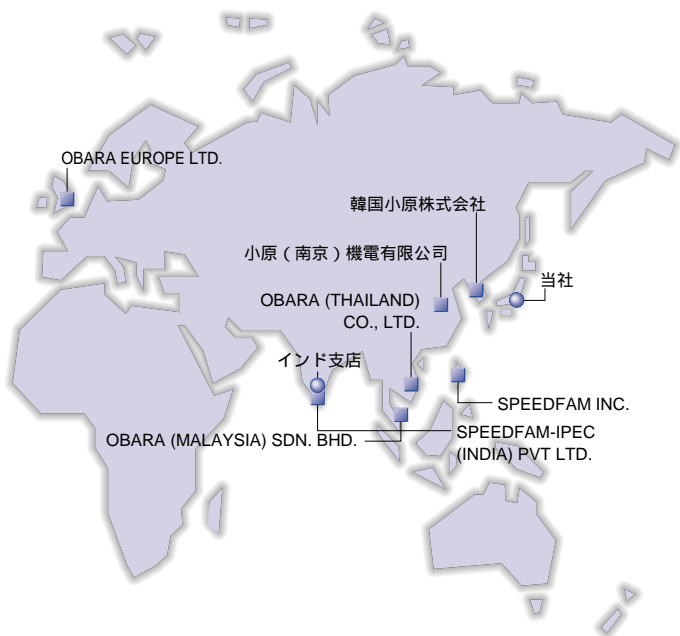 OBARA EUROPE LTD.
韓国小原株式会社
小原（南京）機電有限公司
当社
OBARA (THAILAND)
CO., LTD.
インド支店
SPEEDFAM INC.
OBARA (MALAYSIA) SDN. BHD.
SPEEDFAM-IPEC
(INDIA) PVT LTD.